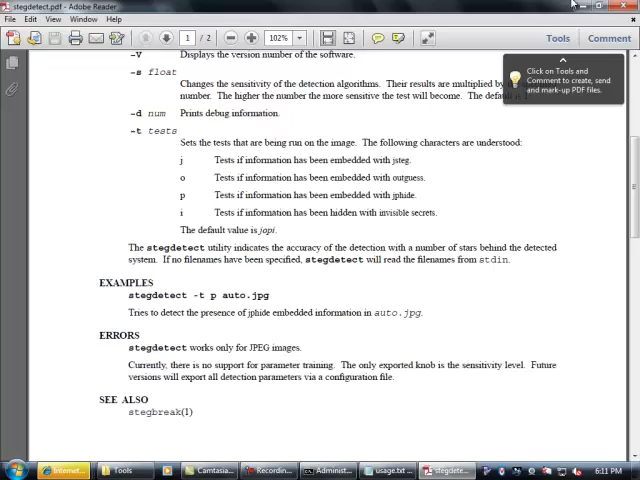 stegdetect.pdf - Adobe Reader
File Edit View Window Help
1 / 2 102% Tools Comment
-V Displays the version number of the software.
-s float
Changes the sensitivity of the detection algorithms. Their results are multiplied by
number. The higher the number the more sensitive the test will become. The default is 1
Click on Tools and
Comment to create, send
and mark-up PDF files.
-d num Prints debug information.
-t tests
Sets the tests that are being run on the image. The following characters are understood:
j Tests if information has been embedded with jsteg.
o Tests if information has been embedded with outguess.
p Tests if information has been embedded with jphide.
i Tests if information has been hidden with invisible secrets.
The default value is jopi.
The stegdetect utility indicates the accuracy of the detection with a number of stars behind the detected
system. If no filenames have been specified, stegdetect will read the filenames from stdin.
EXAMPLES
stegdetect -t p auto.jpg
Tries to detect the presence of jphide embedded information in auto.jpg.
ERRORS
stegdetect works only for JPEG images.
Currently, there is no support for parameter training. The only exported knob is the sensitivity level. Future
versions will export all detection parameters via a configuration file.
SEE ALSO
stegbreak(1)
Internet... Tools Camtasia... Recordin... Administ... usage.txt ... stegdete... 6:11 PM